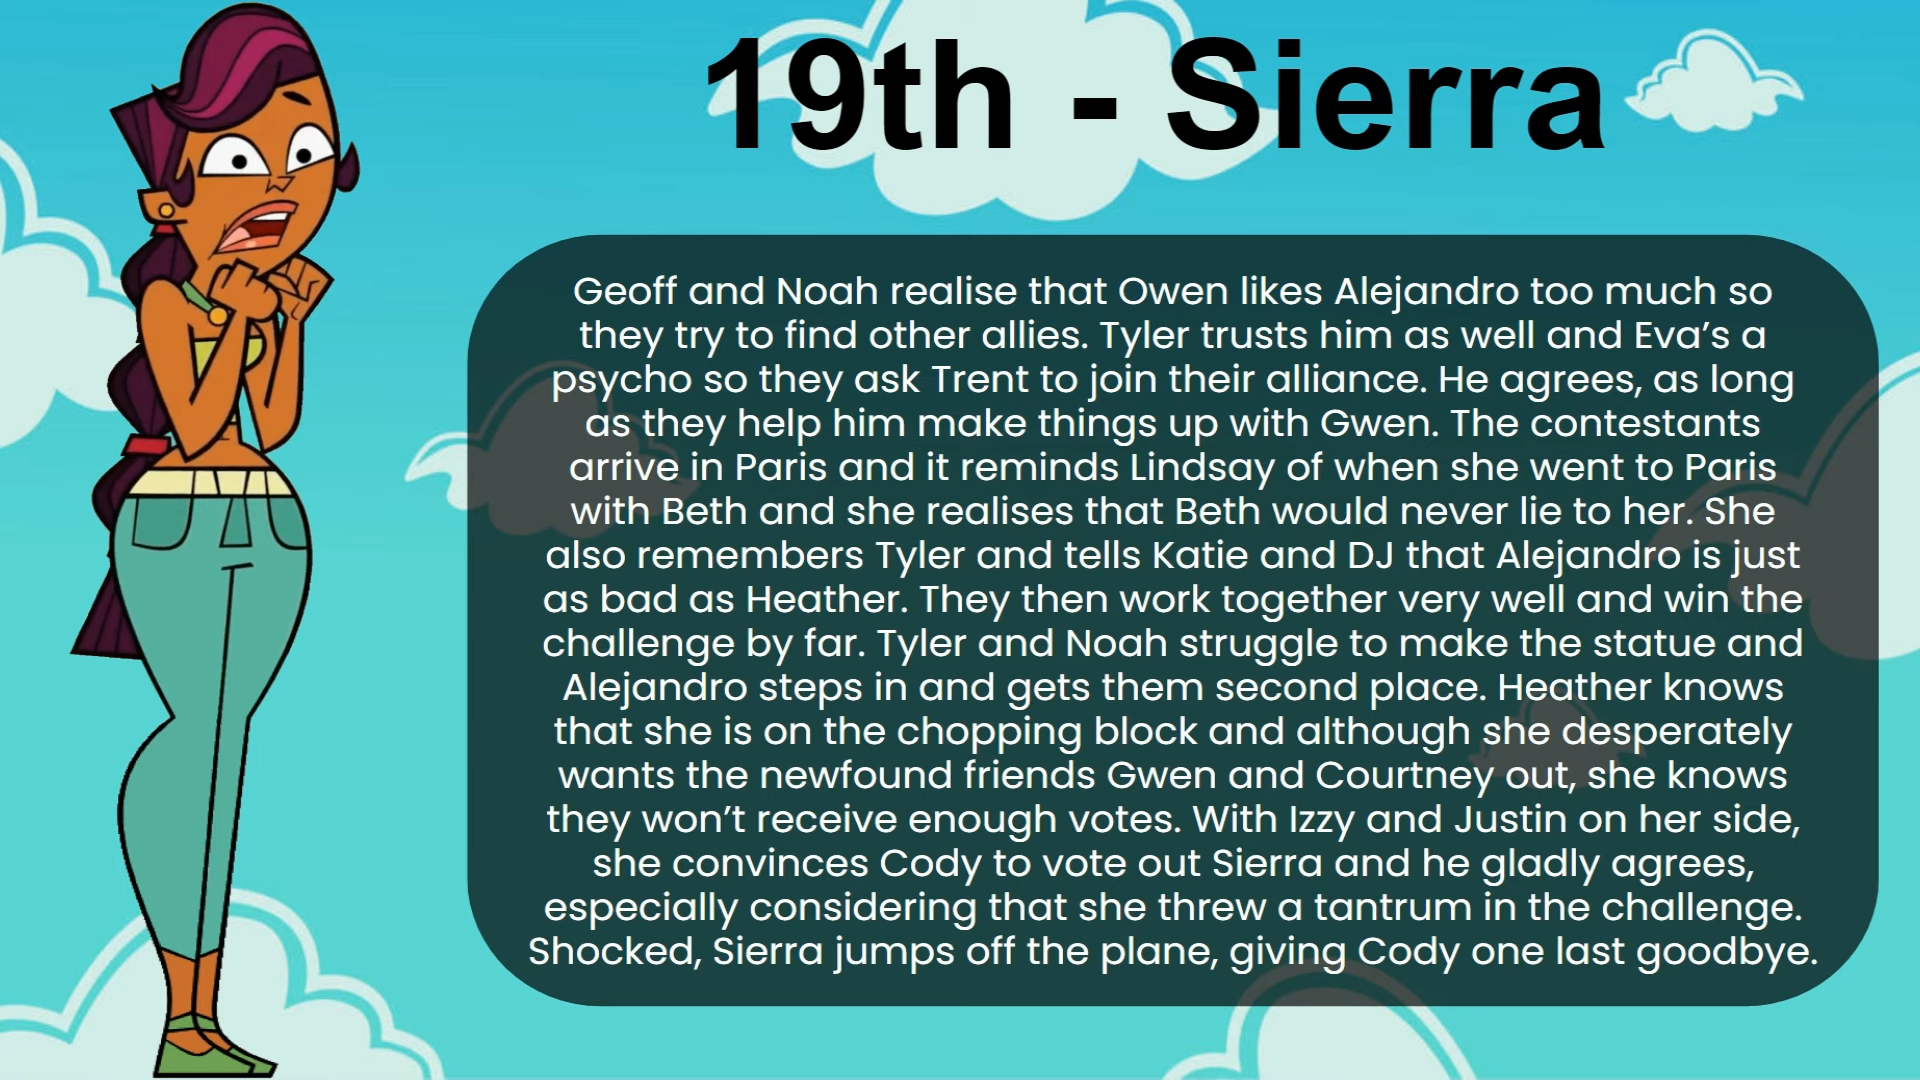 19th - Sierra
Geoff and Noah realise that Owen likes Alejandro too much so
they try to find other allies. Tyler trusts him as well and Eva’s a
psycho so they ask Trent to join their alliance. He agrees, as long
as they help him make things up with Gwen. The contestants
arrive in Paris and it reminds Lindsay of when she went to Paris
with Beth and she realises that Beth would never lie to her. She
also remembers Tyler and tells Katie and DJ that Alejandro is just
as bad as Heather. They then work together very well and win the
challenge by far. Tyler and Noah struggle to make the statue and
Alejandro steps in and gets them second place. Heather knows
that she is on the chopping block and although she desperately
wants the newfound friends Gwen and Courtney out, she knows
they won’t receive enough votes. With Izzy and Justin on her side,
she convinces Cody to vote out Sierra and he gladly agrees,
especially considering that she threw a tantrum in the challenge.
Shocked, Sierra jumps off the plane, giving Cody one last goodbye.